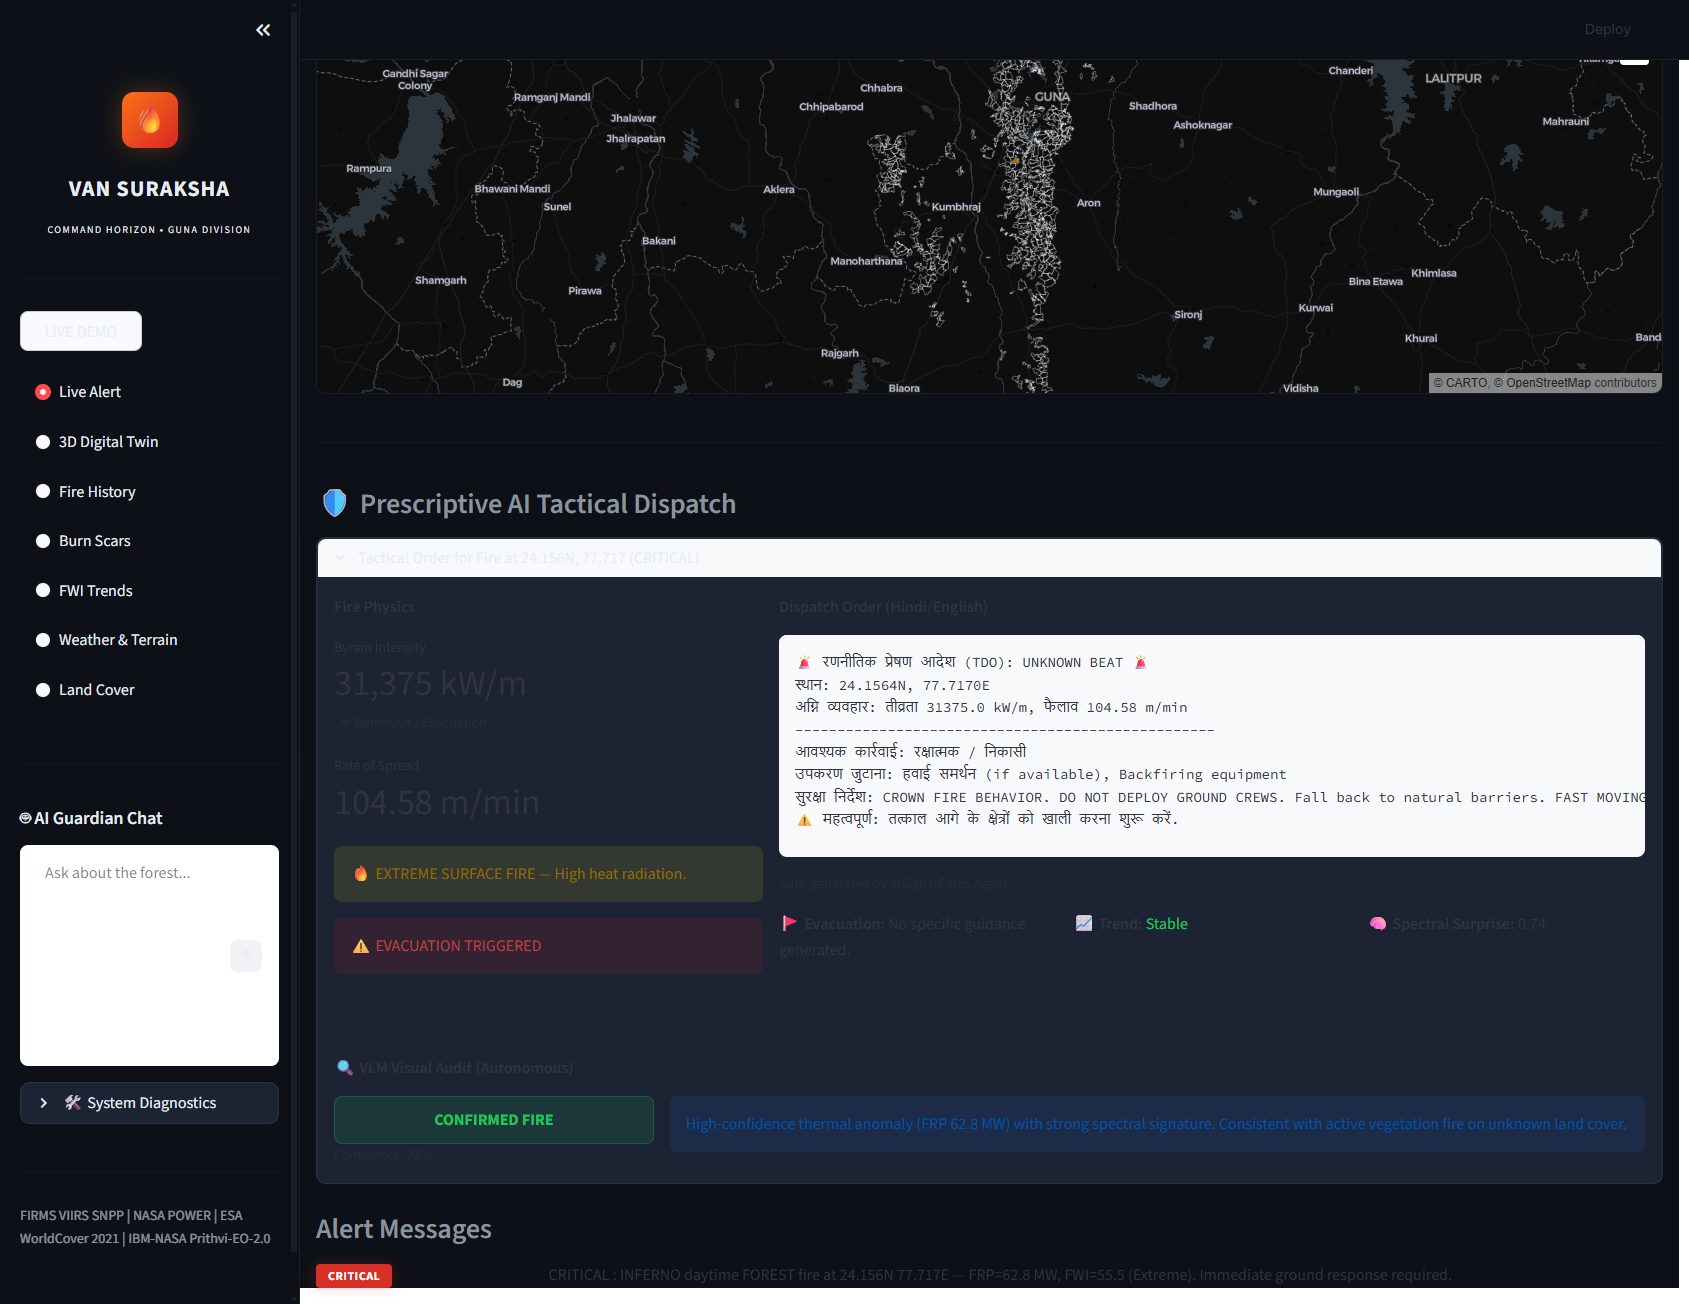 Deploy
VAN SURAKSHA
COMMAND HORIZON • GUNA DIVISION
LIVE DEMO
Live Alert
3D Digital Twin
Fire History
Burn Scars
FWI Trends
Weather & Terrain
Land Cover
AI Guardian Chat
Ask about the forest...
System Diagnostics
FIRMS VIIRS SNPP | NASA POWER | ESA
WorldCover 2021 | IBM-NASA Prithvi-EO-2.0
Gandhi Sagar
Colony
Ramganj Mandi
Jhalawar
Jhalrapatan
Rampura
Bhawani Mandi
Sunel
Bakani
Shamgarh
Pirawa
Dag
Chhabra
Chhipabarod
Aklera
Kumbhraj
Manoharthana
Rajgarh
Biaora
GUNA
Shadhora
Ashoknagar
Aron
Sironj
Vidisha
Chanderi
LALITPUR
Mahrauni
Mungaoli
Bina Etawa
Khimlasa
Kurwai
Khurai
Band
© CARTO, © OpenStreetMap contributors
Prescriptive AI Tactical Dispatch
Tactical Order for Fire at 24.156N, 77.717 (CRITICAL)
Fire Physics
Byram Intensity
31,375 kW/m
Defensive / Evacuation
Rate of Spread
104.58 m/min
EXTREME SURFACE FIRE — High heat radiation.
EVACUATION TRIGGERED
Dispatch Order (Hindi/English)
रणनीतिक प्रेषण आदेश (TDO): UNKNOWN BEAT
स्थान: 24.1564N, 77.7170E
अग्नि व्यवहार: तीव्रता 31375.0 kW/m, फैलाव 104.58 m/min
--------------------------------------------------
आवश्यक कार्रवाई: रक्षात्मक / निकासी
उपकरण जुटाना: हवाई समर्थन (if available), Backfiring equipment
सुरक्षा निर्देश: CROWN FIRE BEHAVIOR. DO NOT DEPLOY GROUND CREWS. Fall back to natural barriers. FAST MOVING
महत्वपूर्ण: तत्काल आगे के क्षेत्रों को खाली करना शुरू करें.
Auto-generated by AISignalCorps Agent
Evacuation: No specific guidance
generated.
Trend: Stable
Spectral Surprise: 0.74
VLM Visual Audit (Autonomous)
CONFIRMED FIRE
Confidence: 92%
High-confidence thermal anomaly (FRP 62.8 MW) with strong spectral signature. Consistent with active vegetation fire on unknown land cover.
Alert Messages
CRITICAL
CRITICAL : INFERNO daytime FOREST fire at 24.156N 77.717E — FRP=62.8 MW, FWI=55.5 (Extreme). Immediate ground response required.